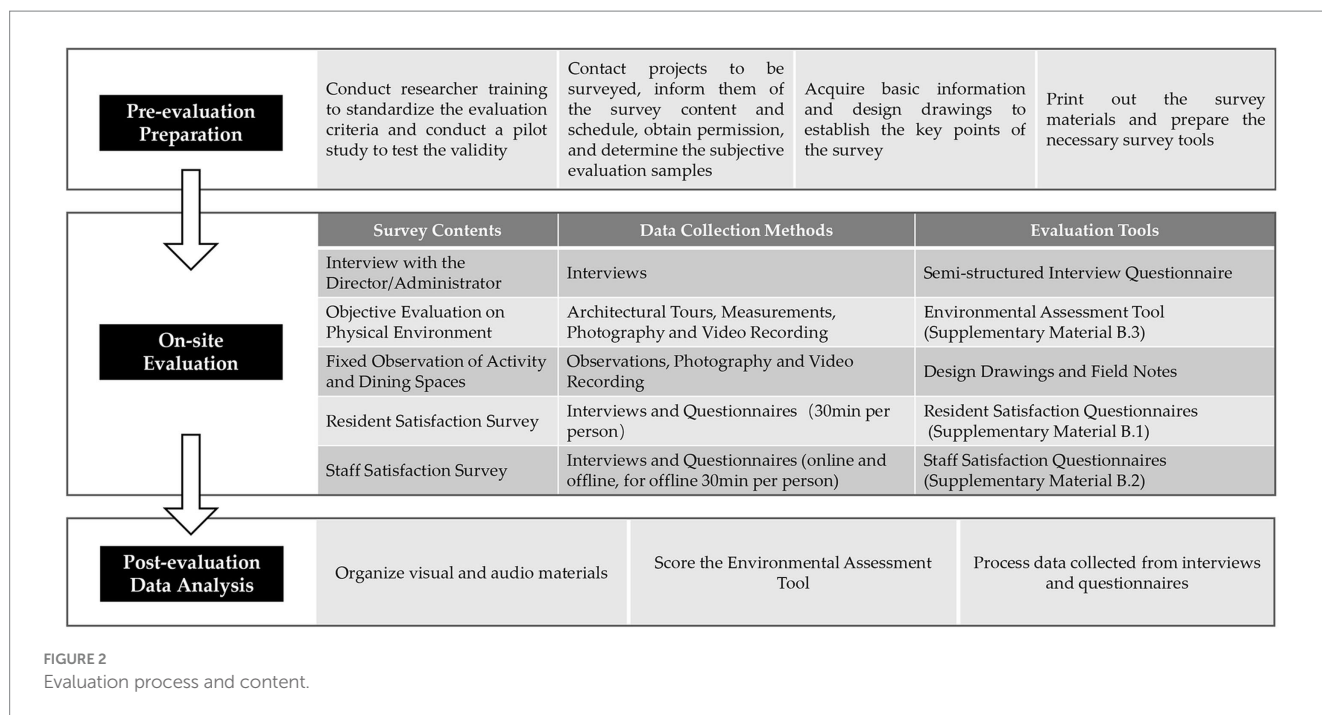 Pre-evaluation
Preparation
Conduct researcher training
to standardize the evaluation
criteria and conduct a pilot
study to test the validity
Contact projects to be
surveyed, inform them of
the survey content and
schedule, obtain permission,
and determine the subjective
evaluation samples
Acquire basic information
and design drawings to
establish the key points of
the survey
Print out the survey
materials and prepare the
necessary survey tools
On-site
Evaluation
Survey Contents
Data Collection Methods
Evaluation Tools
Interview with the
Director/Administrator
Interviews
Semi-structured Interview Questionnaire
Objective Evaluation on
Physical Environment
Architectural Tours, Measurements,
Photography and Video Recording
Environmental Assessment Tool
(Supplementary Material B.3)
Fixed Observation of Activity
and Dining Spaces
Observations, Photography and Video
Recording
Design Drawings and Field Notes
Resident Satisfaction Survey
Interviews and Questionnaires（30min per
person）
Resident Satisfaction Questionnaires
(Supplementary Material B.1)
Staff Satisfaction Survey
Interviews and Questionnaires (online and
offline, for offline 30min per person)
Staff Satisfaction Questionnaires
(Supplementary Material B.2)
Post-evaluation
Data Analysis
Organize visual and audio materials
Score the Environmental Assessment
Tool
Process data collected from interviews
and questionnaires
FIGURE 2
Evaluation process and content.